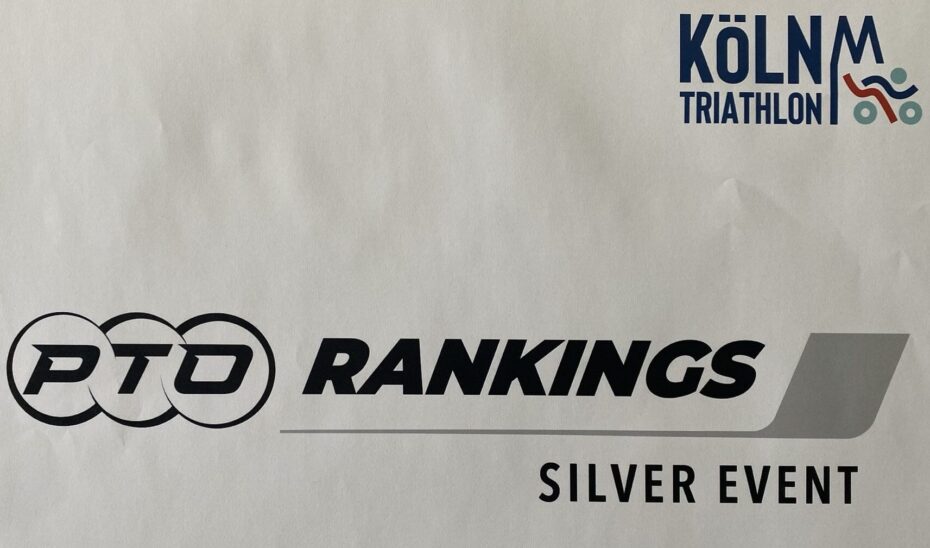 KÖLN
TRIATHLON
PTO RANKINGS
SILVER EVENT